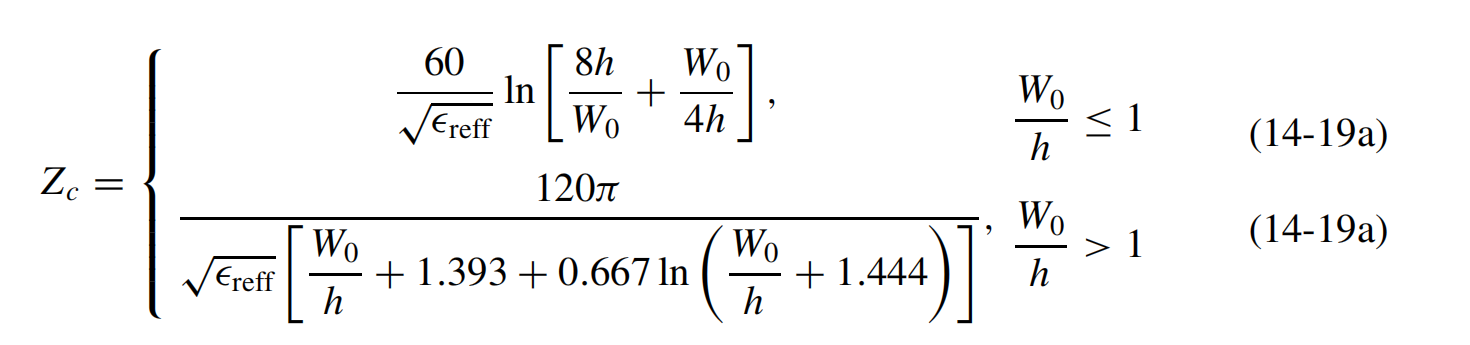 Z_c = { 60/√ϵ_reff ln [ 8h/W_0 + W_0/4h ], W_0/h ≤ 1 (14-19a)
120π / √ϵ_reff [ W_0/h + 1.393 + 0.667 ln ( W_0/h + 1.444 ) ], W_0/h > 1 (14-19a)